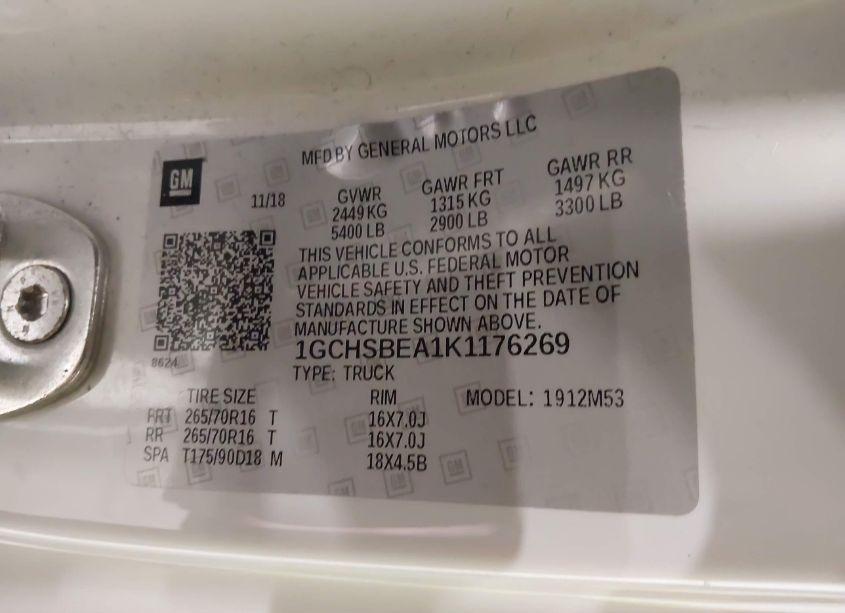 MFD BY GENERAL MOTORS LLC
GM
11/18
GVWR
2449 KG
5400 LB
GAWR FRT
1315 KG
2900 LB
GAWR RR
1497 KG
3300 LB
THIS VEHICLE CONFORMS TO ALL
APPLICABLE U.S. FEDERAL MOTOR
VEHICLE SAFETY AND THEFT PREVENTION
STANDARDS IN EFFECT ON THE DATE OF
MANUFACTURE SHOWN ABOVE.
8624
1GCHSBEA1K1176269
TYPE: TRUCK
TIRE SIZE RIM MODEL: 1912M53
FRT 265/70R16 T 16X7.0J
RR 265/70R16 T 16X7.0J
SPA T175/90D18 M 18X4.5B